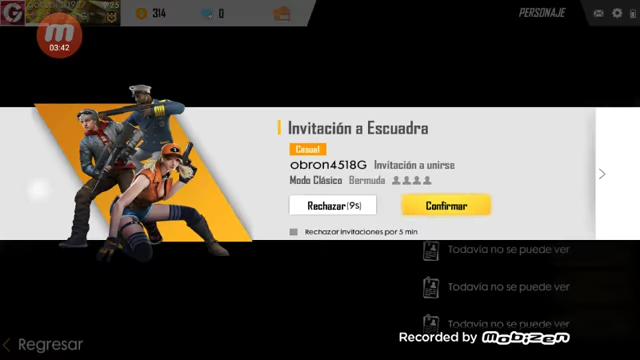 314
0
PERSONAJE
03:42
Invitación a Escuadra
Casual
obron4518G Invitación a unirse
Modo Clásico Bermuda
Rechazar (9s)
Confirmar
Rechazar invitaciones por 5 min
Todavía no se puede ver
Todavía no se puede ver
Todavía no se puede ver
Regresar
Recorded by Mobizen